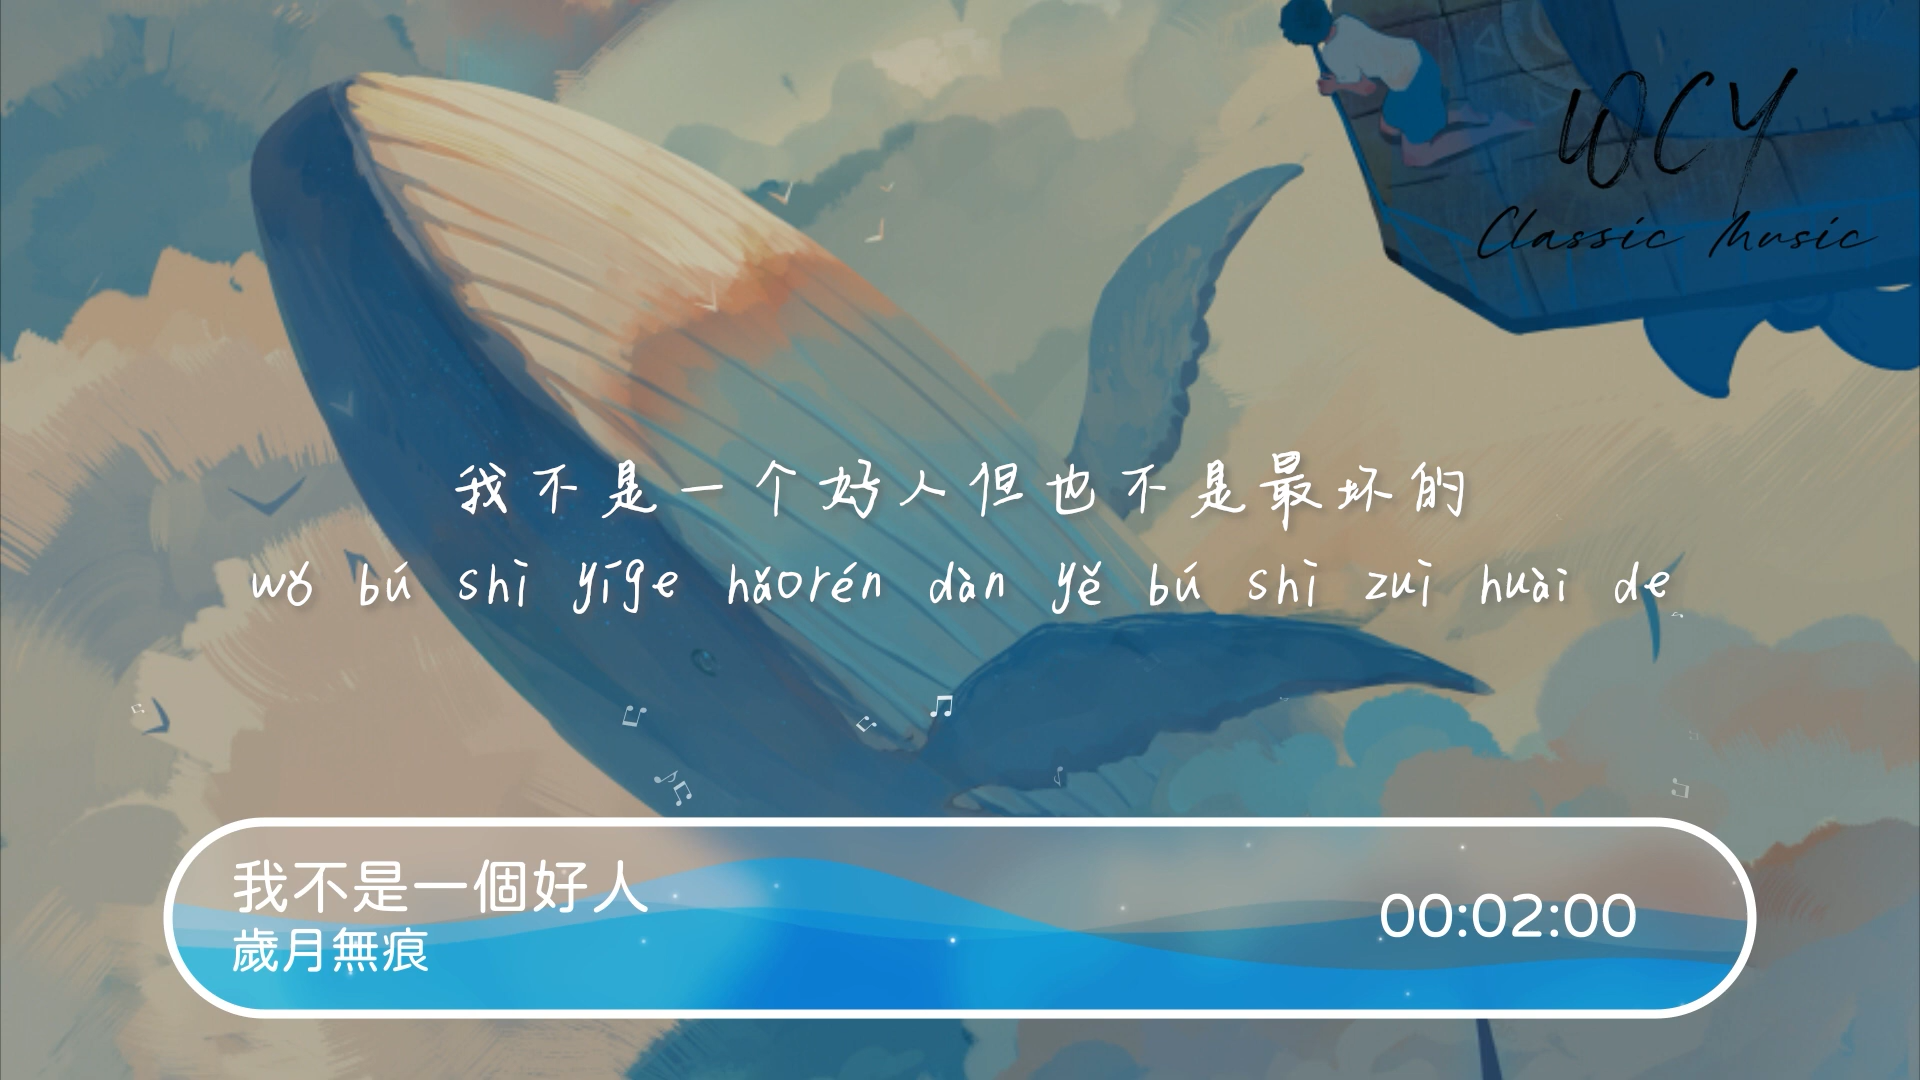 WCY
Classic Music
我不是一个好人但也不是最坏的
wǒ bú shì yīge hǎorén dàn yě bú shì zuì huài de
我不是一個好人
歲月無痕
00:02:00